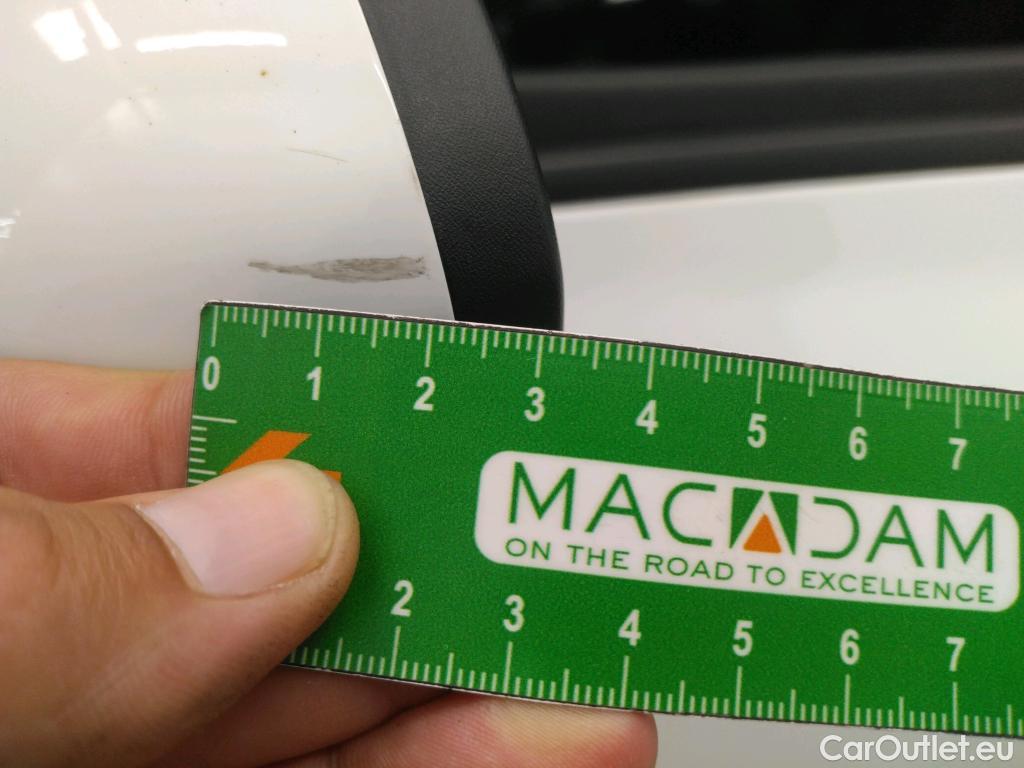 0 1 2 3 4 5 6 7
MACADAM
ON THE ROAD TO EXCELLENCE
2 3 4 5 6 7
CarOutlet.eu